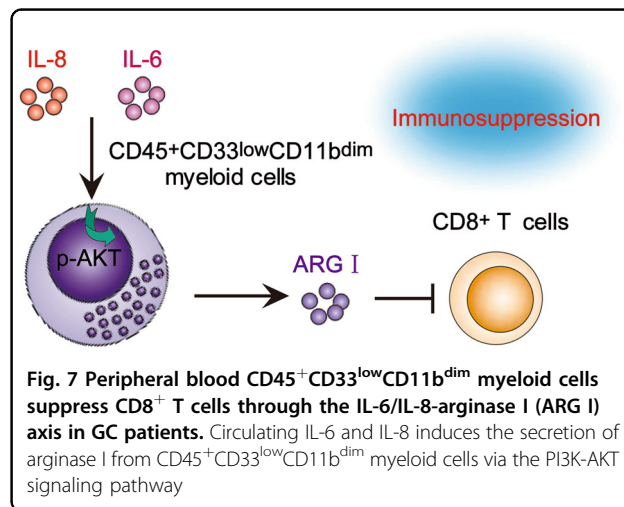 IL-8 IL-6
Immunosuppression
CD45+CD33lowCD11bdim
myeloid cells
CD8+ T cells
p-AKT
ARG I
Fig. 7 Peripheral blood CD45+CD33lowCD11bdim myeloid cells
suppress CD8+ T cells through the IL-6/IL-8-arginase I (ARG I)
axis in GC patients. Circulating IL-6 and IL-8 induces the secretion of
arginase I from CD45+CD33lowCD11bdim myeloid cells via the PI3K-AKT
signaling pathway